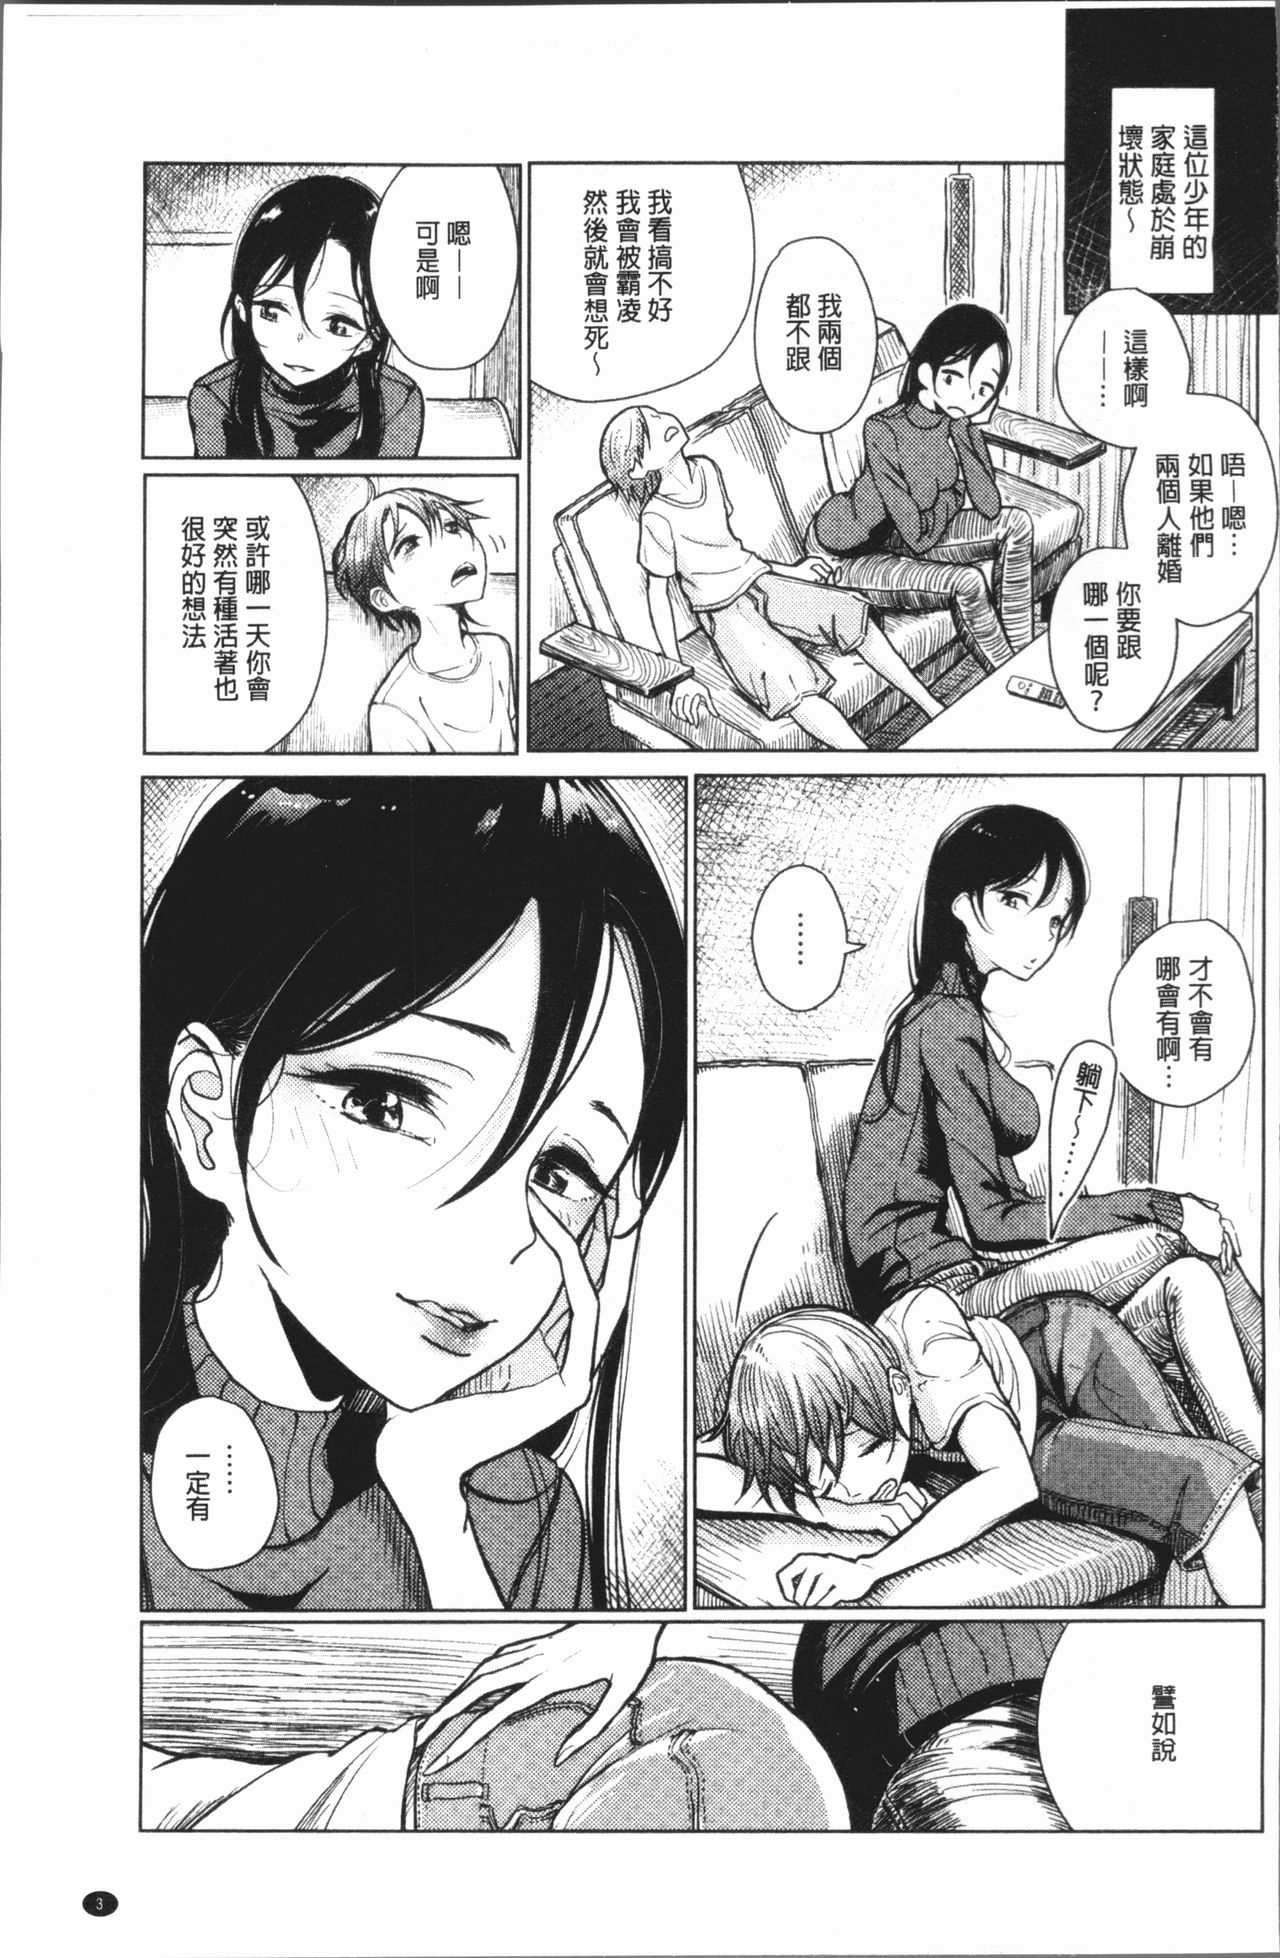 這位少年的
家庭處於崩
壞狀態～
這樣啊
——…
唔—嗯…
如果他們
兩個人離婚
你要跟
哪一個呢？
我兩個
都不跟
我看搞不好
我會被霸凌
然後就會想死～
嗯——
可是啊
或許哪一天你會
突然有種活著也
很好的想法
才不會有
哪會有啊…
躺下～……
……
……
一定有
譬如說
3